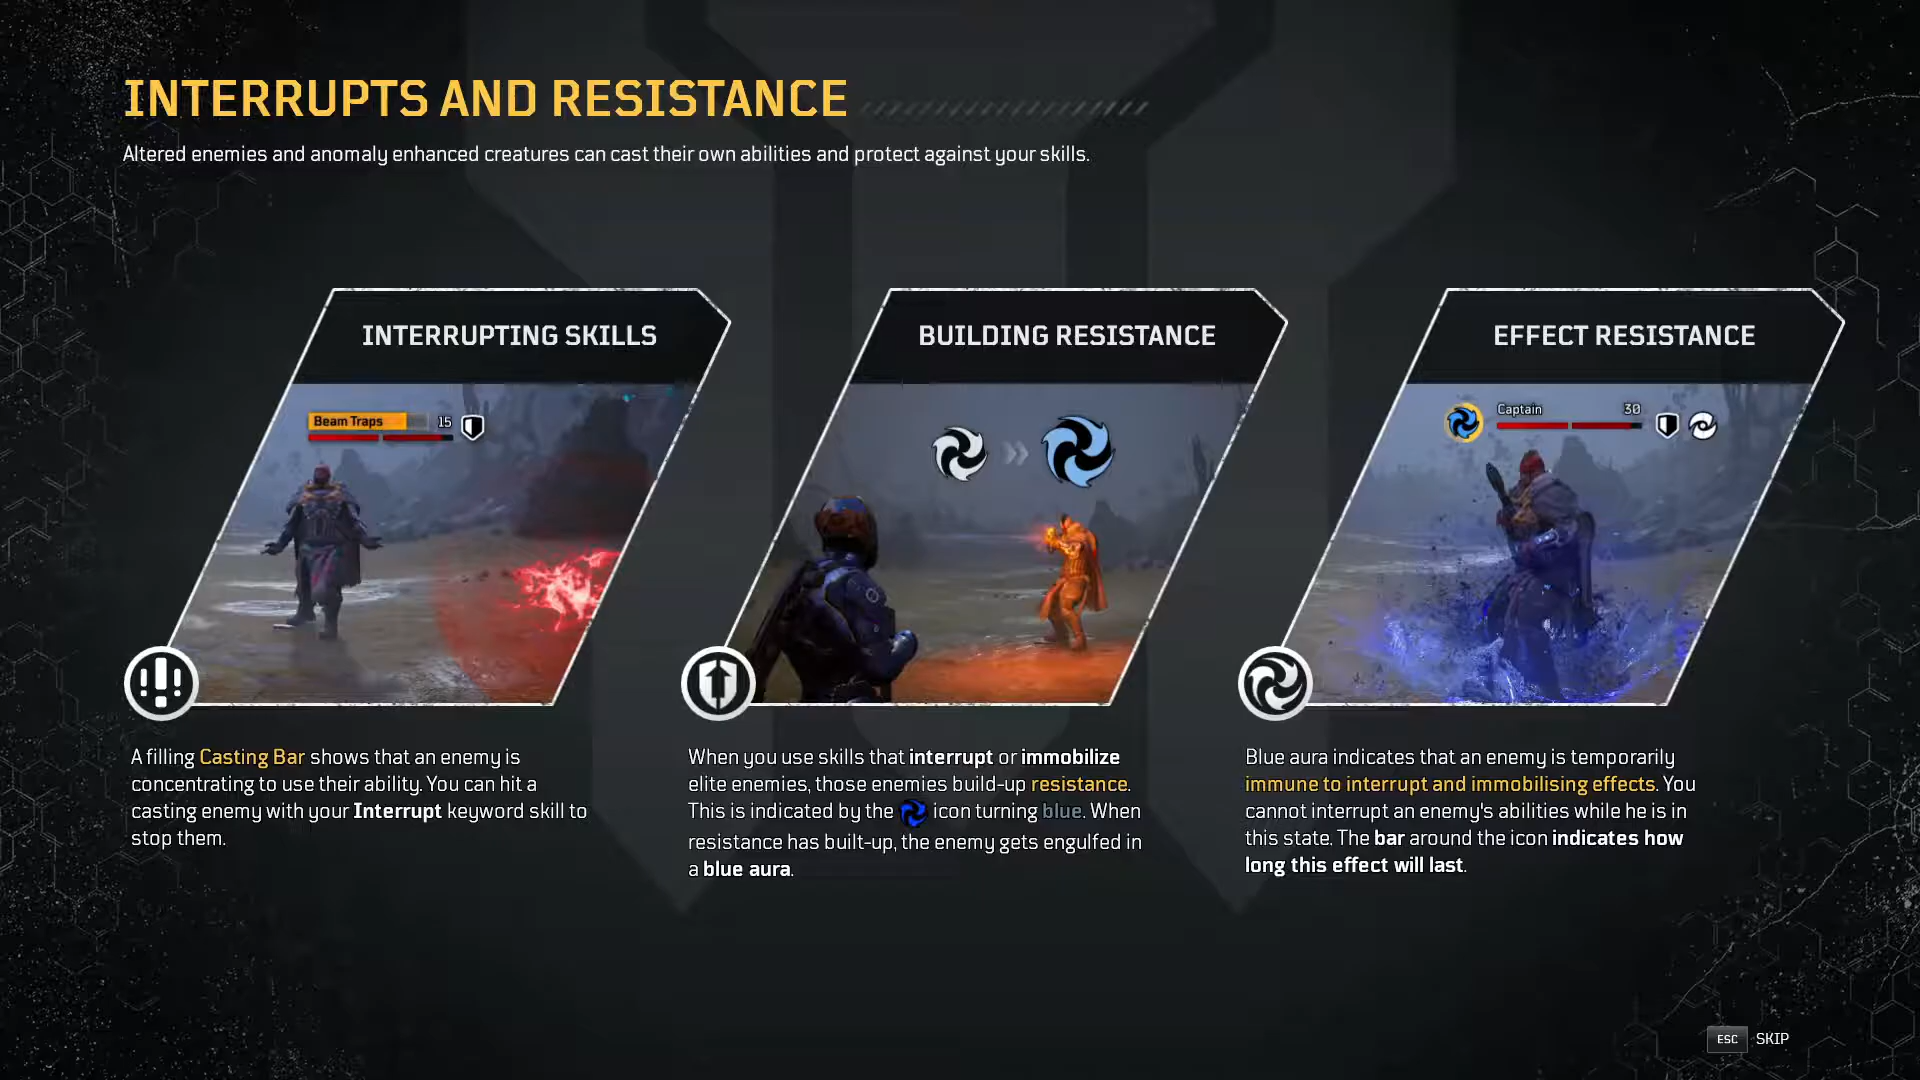 INTERRUPTS AND RESISTANCE
Altered enemies and anomaly enhanced creatures can cast their own abilities and protect against your skills.
INTERRUPTING SKILLS
Beam Traps 15
A filling Casting Bar shows that an enemy is
concentrating to use their ability. You can hit a
casting enemy with your Interrupt keyword skill to
stop them.
BUILDING RESISTANCE
When you use skills that interrupt or immobilize
elite enemies, those enemies build-up resistance.
This is indicated by the icon turning blue. When
resistance has built-up, the enemy gets engulfed in
a blue aura.
EFFECT RESISTANCE
Captain 30
Blue aura indicates that an enemy is temporarily
immune to interrupt and immobilising effects. You
cannot interrupt an enemy's abilities while he is in
this state. The bar around the icon indicates how
long this effect will last.
ESC SKIP